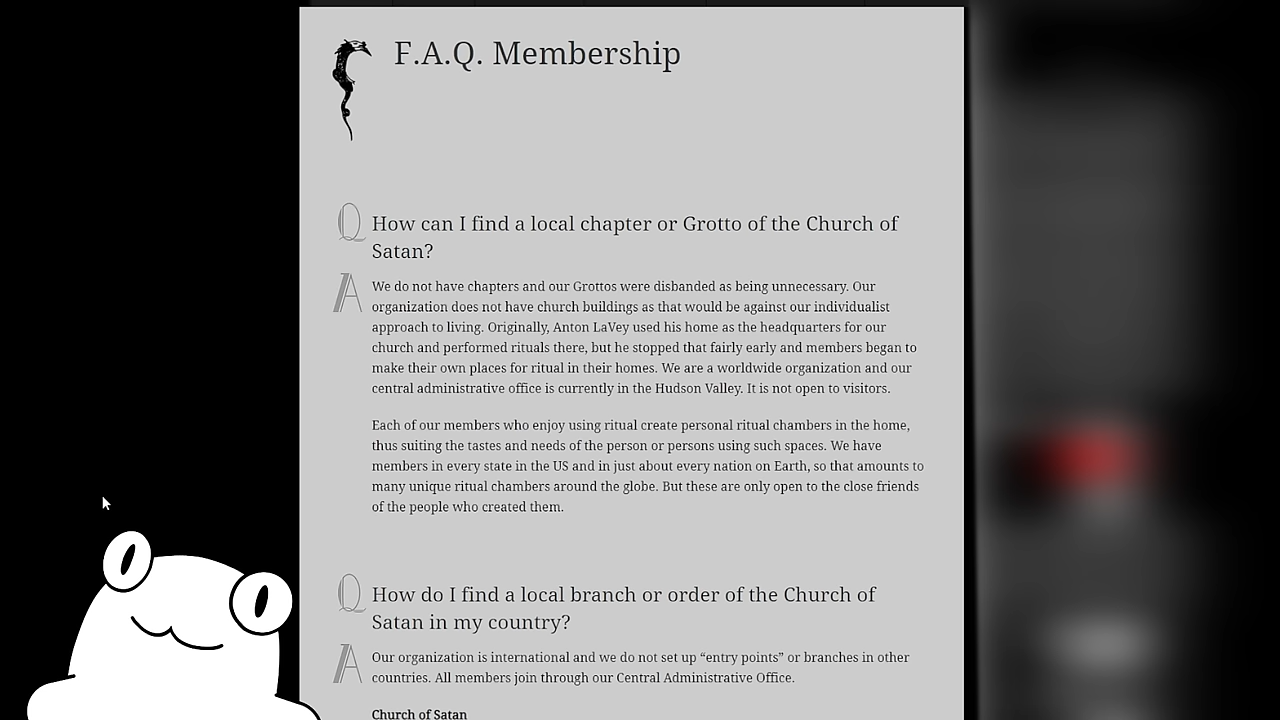 F.A.Q. Membership
Q
How can I find a local chapter or Grotto of the Church of
Satan?
A
We do not have chapters and our Grottos were disbanded as being unnecessary. Our
organization does not have church buildings as that would be against our individualist
approach to living. Originally, Anton LaVey used his home as the headquarters for our
church and performed rituals there, but he stopped that fairly early and members began to
make their own places for ritual in their homes. We are a worldwide organization and our
central administrative office is currently in the Hudson Valley. It is not open to visitors.
Each of our members who enjoy using ritual create personal ritual chambers in the home,
thus suiting the tastes and needs of the person or persons using such spaces. We have
members in every state in the US and in just about every nation on Earth, so that amounts to
many unique ritual chambers around the globe. But these are only open to the close friends
of the people who created them.
Q
How do I find a local branch or order of the Church of
Satan in my country?
A
Our organization is international and we do not set up “entry points” or branches in other
countries. All members join through our Central Administrative Office.
Church of Satan